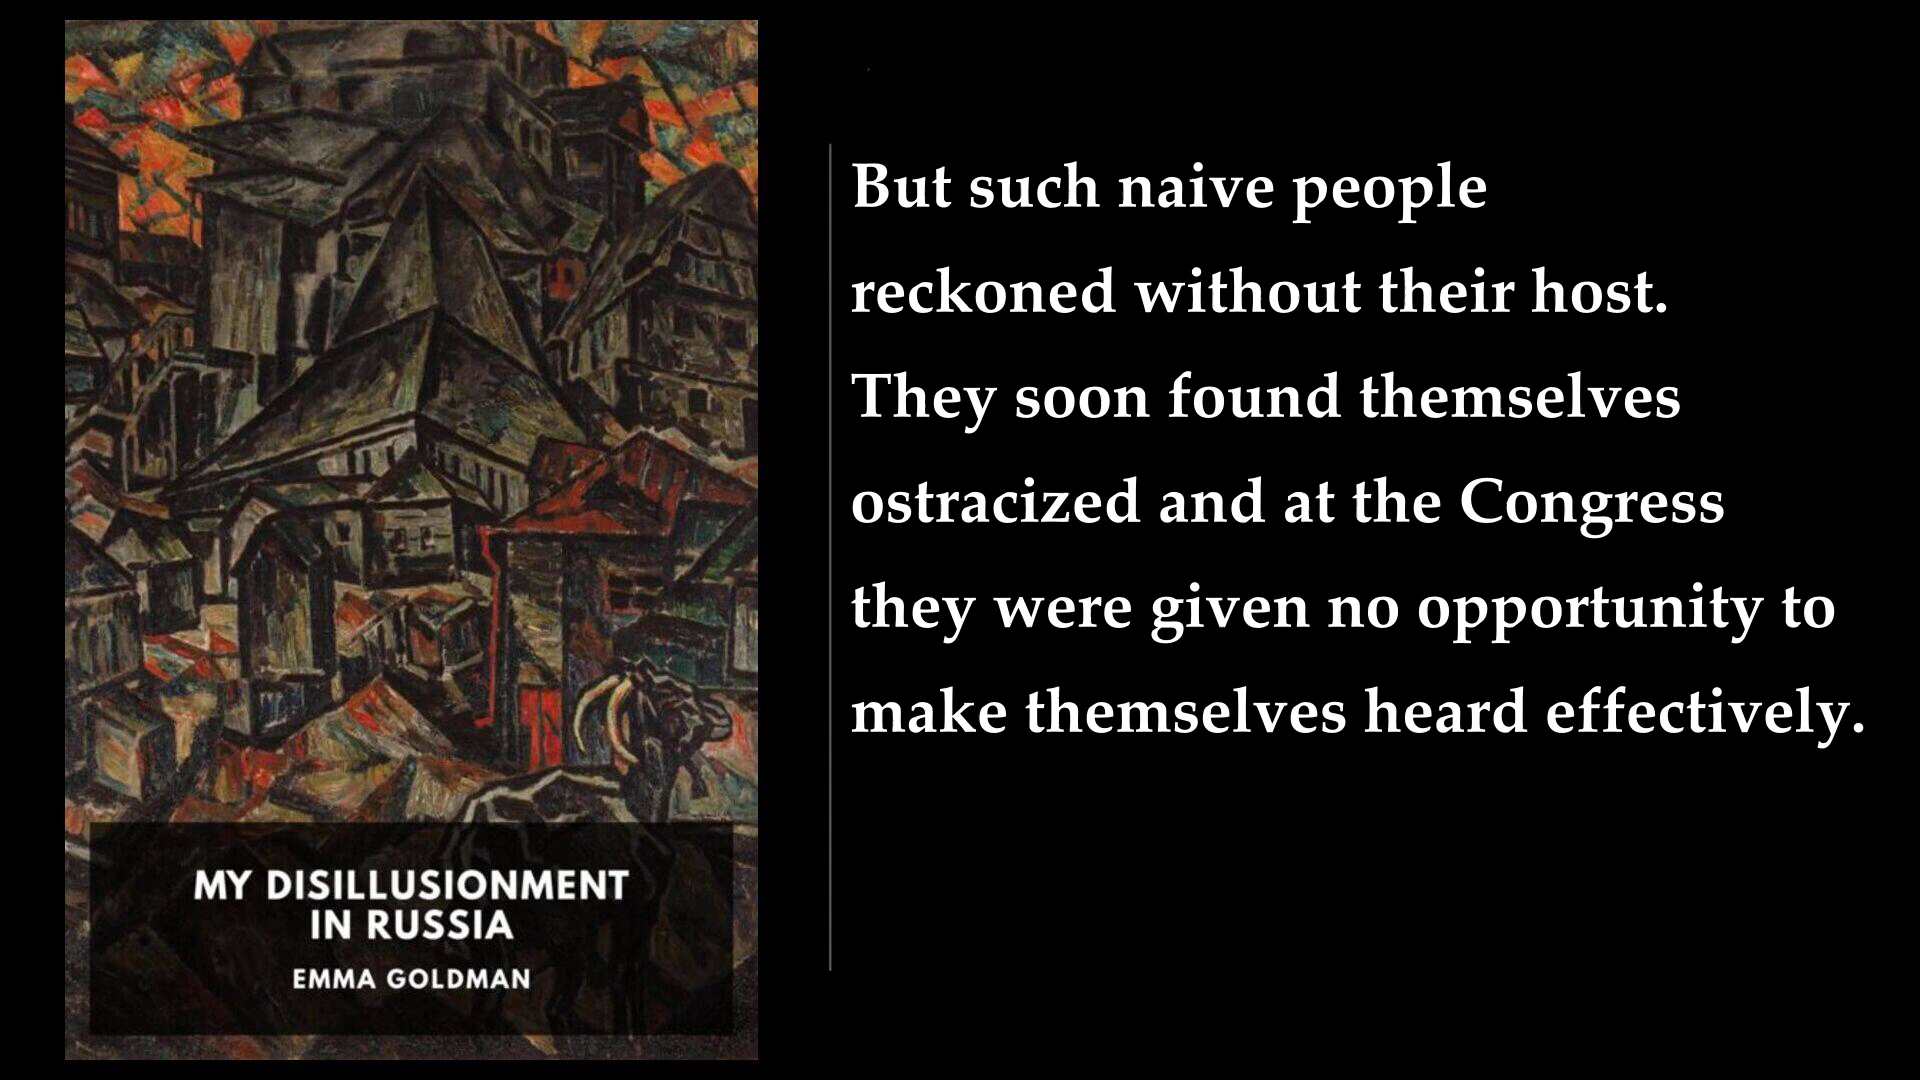 But such naive people
reckoned without their host.
They soon found themselves
ostracized and at the Congress
they were given no opportunity to
make themselves heard effectively.
MY DISILLUSIONMENT
IN RUSSIA
EMMA GOLDMAN